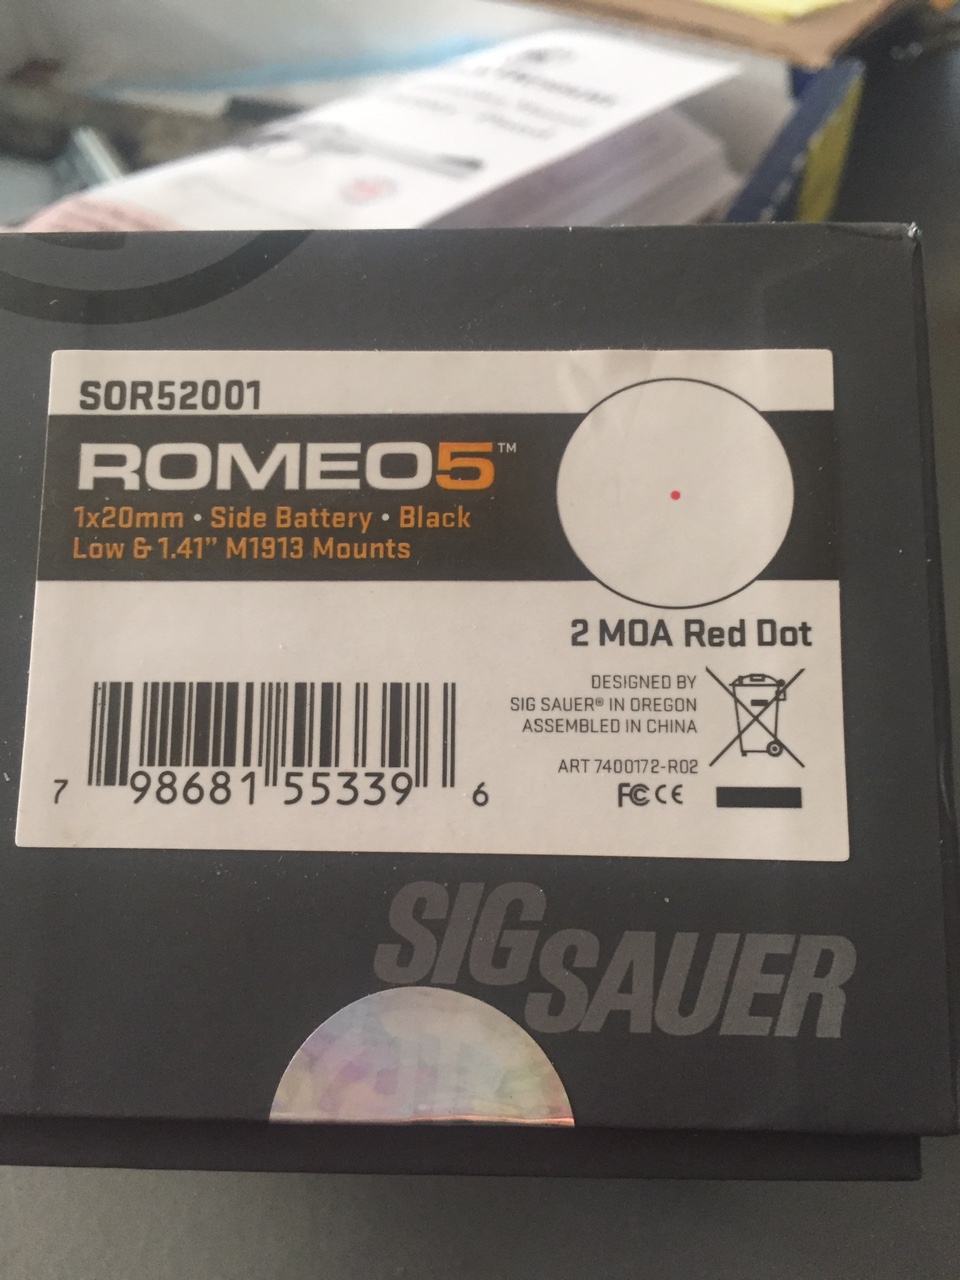 SOR52001
ROMEO5™
1x20mm • Side Battery • Black
Low & 1.41” M1913 Mounts
2 MOA Red Dot
DESIGNED BY
SIG SAUER® IN OREGON
ASSEMBLED IN CHINA
ART 7400172-R02
FC CE
7 98681 55339 6
SIG SAUER